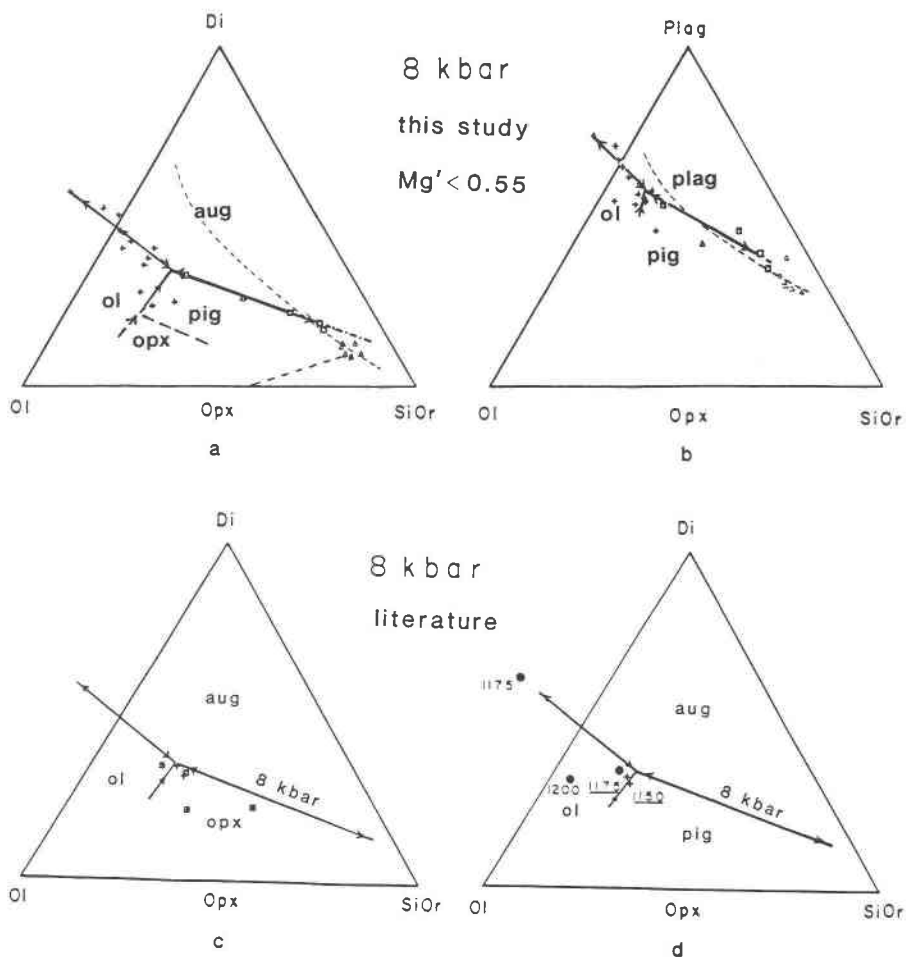 Di
8 kbar
this study
Mg'<0.55
aug
ol
pig
opx
Ol
Opx
SiOr
a
Plag
plag
ol
pig
Ol
Opx
SiOr
b
8 kbar
literature
Di
aug
ol
8 kbar
opx
Ol
Opx
SiOr
c
Di
1175
aug
1200
1175
1150
ol
8 kbar
pig
Ol
Opx
SiOr
d